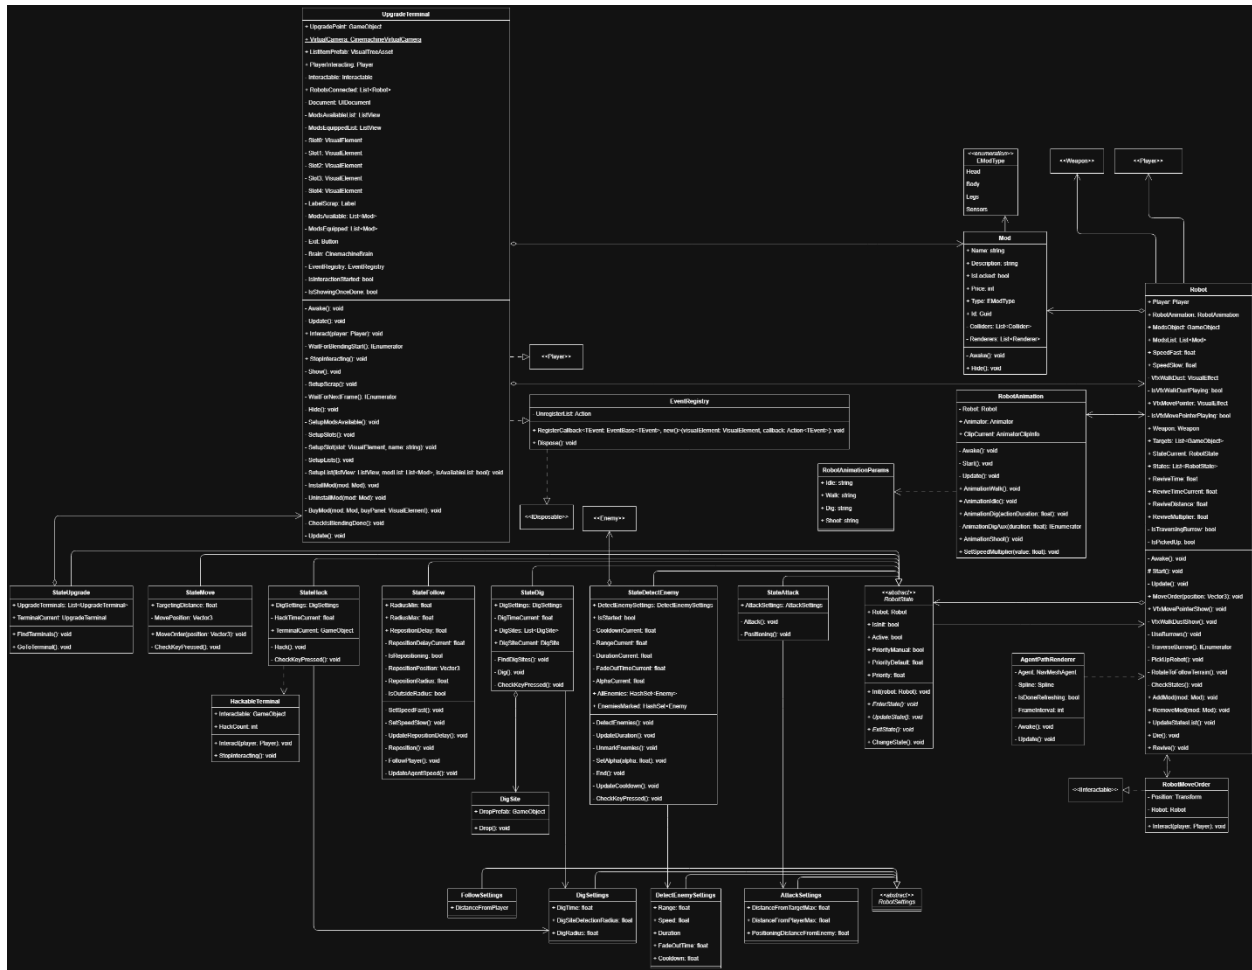 UpgradeTerminal
+ UpgradePoint: GameObject
+ VirtualCamera: CinemachineVirtualCamera
+ ListItemPrefab: VisualTreeAsset
+ PlayerInteracting: Player
- Interactable: Interactable
+ RobotsConnected: List<Robot>
- Document: UIDocument
- ModsAvailableList: ListView
- ModsEquippedList: ListView
- Slot0: VisualElement
- Slot1: VisualElement
- Slot2: VisualElement
- Slot3: VisualElement
- Slot4: VisualElement
- LabelScrap: Label
- ModsAvailable: List<Mod>
- ModsEquipped: List<Mod>
- Exit: Button
- Brain: CinemachineBrain
- EventRegistry: EventRegistry
- IsInteractionStarted: bool
- IsShowingOnceDone: bool
- Awake(): void
- Update(): void
+ Interact(player: Player): void
- WaitForBlendingStart(): IEnumerator
+ StopInteracting(): void
- Show(): void
- SetupScrap(): void
- WaitForNextFrame(): IEnumerator
- Hide(): void
- SetupModsAvailable(): void
- SetupSlots(): void
- SetupSlot(slot: VisualElement, name: string): void
- SetupLists(): void
- SetupList(listView: ListView, modList: List<Mod>, isAvailableList: bool): void
- InstallMod(mod: Mod): void
- UninstallMod(mod: Mod): void
- BuyMod(mod: Mod, buyPanel: VisualElement): void
- CheckIsBlendingDone(): void
- Update(): void
<<Player>>
EventRegistry
- UnregisterList: Action
+ RegisterCallback<TEvent: EventBase<TEvent>, new()>(visualElement: VisualElement, callback: Action<TEvent>): void
+ Dispose(): void
<<IDisposable>>
<<Enemy>>
<<enumeration>>
EModType
Head
Body
Legs
Sensors
<<Weapon>>
<<Player>>
Mod
+ Name: string
+ Description: string
+ IsLocked: bool
+ Price: int
+ Type: EModType
+ Id: Guid
- Colliders: List<Collider>
- Renderers: List<Renderer>
- Awake(): void
+ Hide(): void
RobotAnimation
- Robot: Robot
+ Animator: Animator
+ ClipCurrent: AnimatorClipInfo
- Awake(): void
- Start(): void
- Update(): void
+ AnimationWalk(): void
+ AnimationIdle(): void
+ AnimationDig(actionDuration: float): void
- AnimationDigAux(duration: float): IEnumerator
+ AnimationShoot(): void
+ SetSpeedMultiplier(value: float): void
RobotAnimationParams
+ Idle: string
+ Walk: string
+ Dig: string
+ Shoot: string
Robot
+ Player: Player
+ RobotAnimation: RobotAnimation
+ ModsObject: GameObject
+ ModsList: List<Mod>
+ SpeedFast: float
+ SpeedSlow: float
- VfxWalkDust: VisualEffect
- IsVfxWalkDustPlaying: bool
+ VfxMovePointer: VisualEffect
- IsVfxMovePointerPlaying: bool
+ Weapon: Weapon
+ Targets: List<GameObject>
+ StateCurrent: RobotState
+ States: List<RobotState>
+ ReviveTime: float
+ ReviveTimeCurrent: float
+ ReviveDistance: float
+ ReviveMultiplier: float
- IsTraversingBurrow: bool
- IsPickedUp: bool
- Awake(): void
# Start(): void
- Update(): void
+ MoveOrder(position: Vector3): void
- VfxMovePointerShow(): void
- VfxWalkDustShow(): void
- UseBurrows(): void
- TraverseBurrow(): IEnumerator
- PickUpRobot(): void
- RotateToFollowTerrain(): void
- CheckStates(): void
+ AddMod(mod: Mod): void
+ RemoveMod(mod: Mod): void
+ UpdateStatesList(): void
+ Die(): void
+ Revive(): void
StateUpgrade
+ UpgradeTerminals: List<UpgradeTerminal>
+ TerminalCurrent: UpgradeTerminal
+ FindTerminals(): void
+ GoToTerminal(): void
StateMove
+ TargetingDistance: float
- MovePosition: Vector3
+ MoveOrder(position: Vector3): void
- CheckKeyPressed(): void
StateHack
+ DigSettings: DigSettings
- HackTimeCurrent: float
+ TerminalCurrent: GameObject
- Hack(): void
- CheckKeyPressed(): void
StateFollow
+ RadiusMin: float
+ RadiusMax: float
+ RepositionDelay: float
- RepositionDelayCurrent: float
- IsRepositioning: bool
- RepositionPosition: Vector3
+ RepositionRadius: float
- IsOutsideRadius: bool
- SetSpeedFast(): void
- SetSpeedSlow(): void
- UpdateRepositionDelay(): void
- Reposition(): void
- FollowPlayer(): void
- UpdateAgentSpeed(): void
StateDig
+ DigSettings: DigSettings
- DigTimeCurrent: float
+ DigSites: List<DigSite>
+ DigSiteCurrent: DigSite
- FindDigSites(): void
- Dig(): void
- CheckKeyPressed(): void
StateDetectEnemy
+ DetectEnemySettings: DetectEnemySettings
- IsStarted: bool
- CooldownCurrent: float
- RangeCurrent: float
- DurationCurrent: float
- FadeOutTimeCurrent: float
- AlphaCurrent: float
+ AllEnemies: HashSet<Enemy>
+ EnemiesMarked: HashSet<Enemy
- DetectEnemies(): void
- UpdateDuration(): void
- UnmarkEnemies(): void
- SetAlpha(alpha: float): void
- End(): void
- UpdateCooldown(): void
- CheckKeyPressed(): void
StateAttack
+ AttackSettings: AttackSettings
- Attack(): void
- Positioning(): void
<<abstract>>
RobotState
+ Robot: Robot
+ IsInit: bool
+ Active: bool
+ PriorityManual: bool
+ PriorityDefault: float
+ Priority: float
+ Init(robot: Robot): void
+ EnterState(): void
+ UpdateState(): void
+ ExitState(): void
+ ChangeState(): void
AgentPathRenderer
- Agent: NavMeshAgent
- Spline: Spline
- IsDoneRefreshing: bool
- FrameInterval: int
- Awake(): void
- Update(): void
HackableTerminal
+ Interactable: GameObject
+ HackCount: int
+ Interact(player: Player): void
+ StopInteracting(): void
DigSite
+ DropPrefab: GameObject
+ Drop(): void
<<Interactable>>
RobotMoveOrder
- Position: Transform
- Robot: Robot
+ Interact(player: Player): void
FollowSettings
+ DistanceFromPlayer
DigSettings
+ DigTime: float
+ DigSiteDetectionRadius: float
+ DigRadius: float
DetectEnemySettings
+ Range: float
+ Speed: float
+ Duration
+ FadeOutTime: float
+ Cooldown: float
AttackSettings
+ DistanceFromTargetMax: float
+ DistanceFromPlayerMax: float
+ PositioningDistanceFromEnemy: float
<<abstract>>
RobotSettings